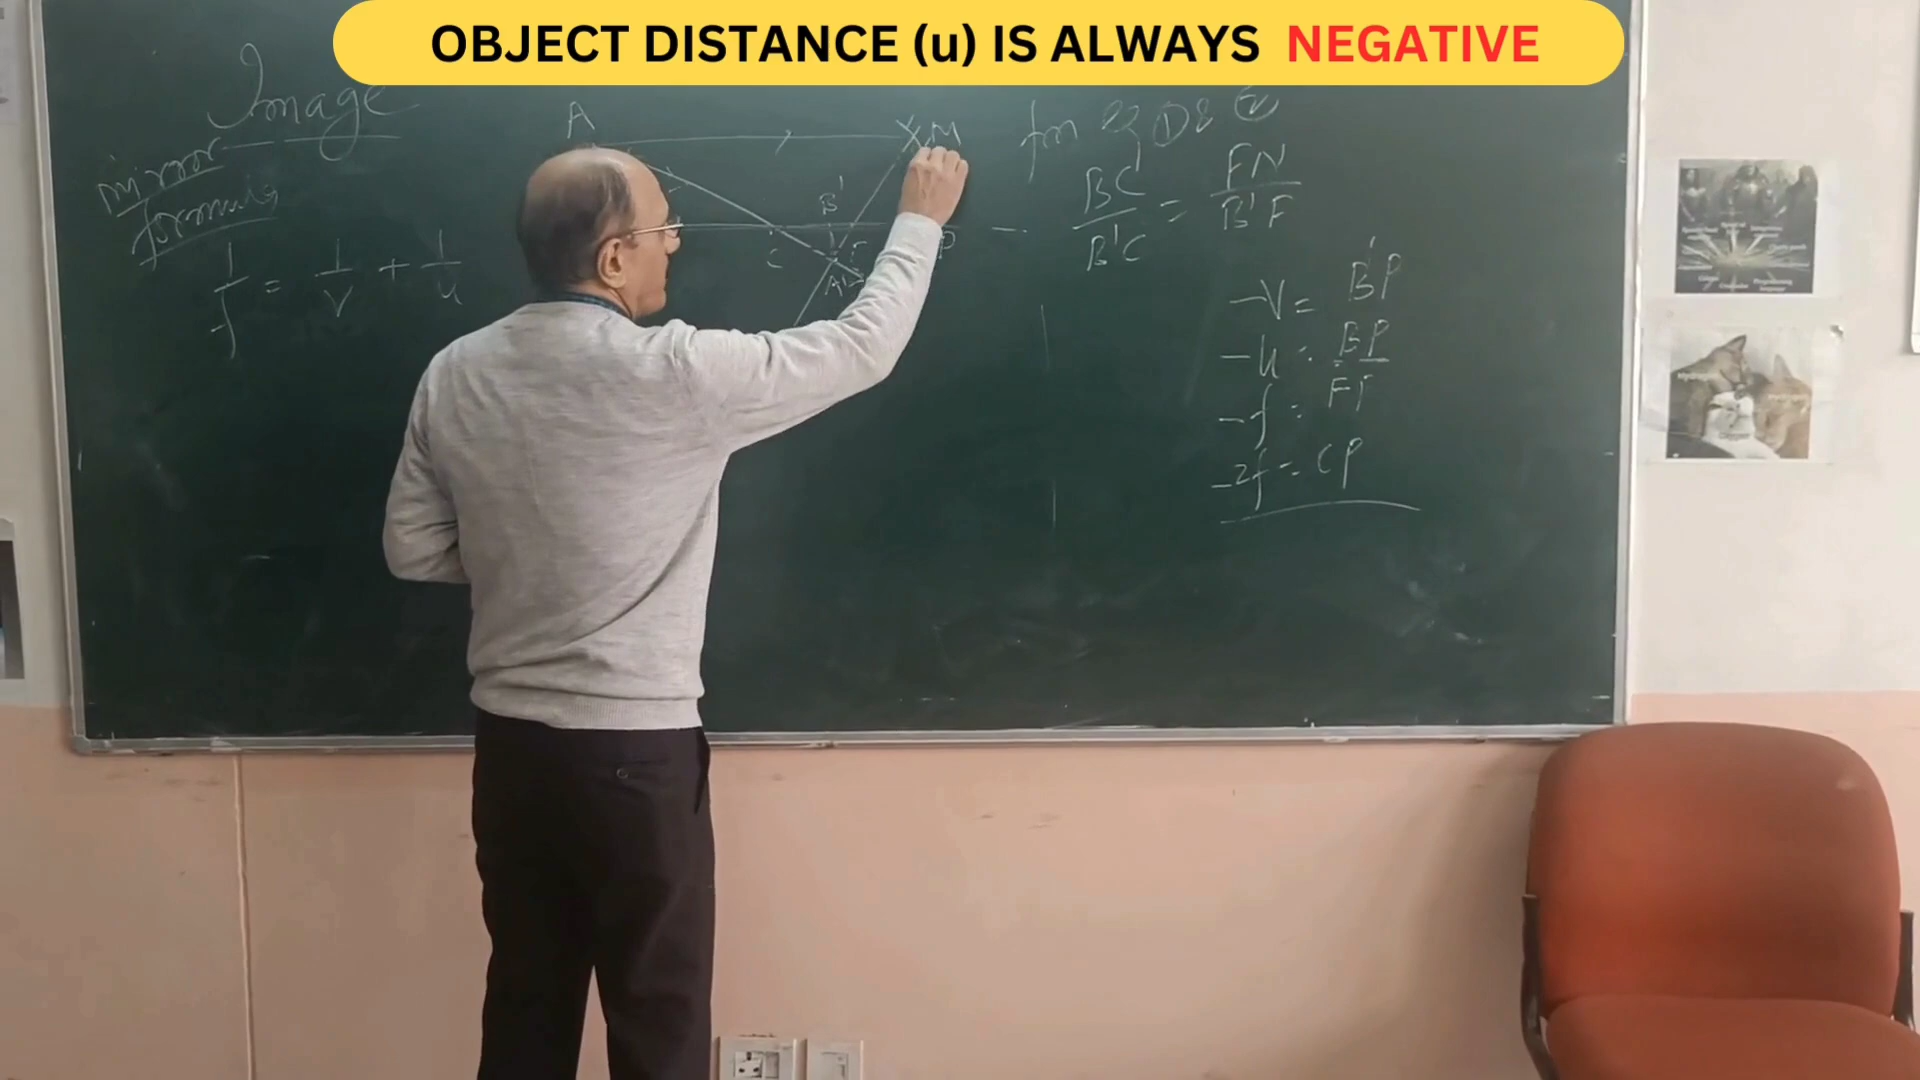 OBJECT DISTANCE (u) IS ALWAYS NEGATIVE
Image
mirror
formula
1/f = 1/v + 1/u
A
M
B'
C
F
P
A'
BC/B'C = FN/B'F
-v = B'P
-u = BP
-f = FP
-2f = CP